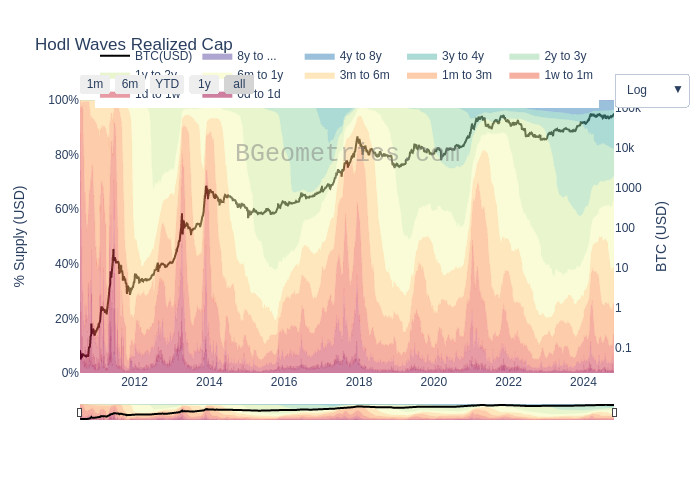 Hodl Waves Realized Cap
BTC(USD) 8y to ... 4y to 8y 3y to 4y 2y to 3y
1y to 2y 6m to 1y 3m to 6m 1m to 3m 1w to 1m
1d to 1w 0d to 1d
1m 6m YTD 1y all
Log ▼
BGeometrics.com
% Supply (USD)
100%
80%
60%
40%
20%
0%
BTC (USD)
100k
10k
1000
100
10
1
0.1
2012 2014 2016 2018 2020 2022 2024